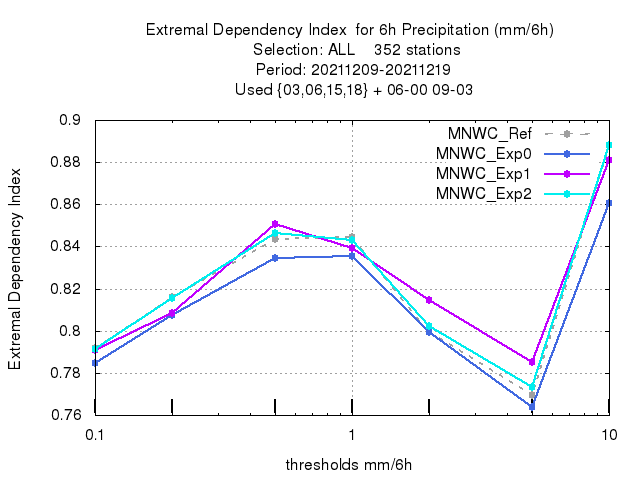 Extremal Dependency Index  for 6h Precipitation (mm/6h)
Selection: ALL    352 stations
Period: 20211209-20211219
Used {03,06,15,18} + 06-00 09-03
0.9
0.88
0.86
0.84
0.82
0.8
0.78
0.76
Extremal Dependency Index
MNWC_Ref
MNWC_Exp0
MNWC_Exp1
MNWC_Exp2
0.1
1
10
thresholds mm/6h